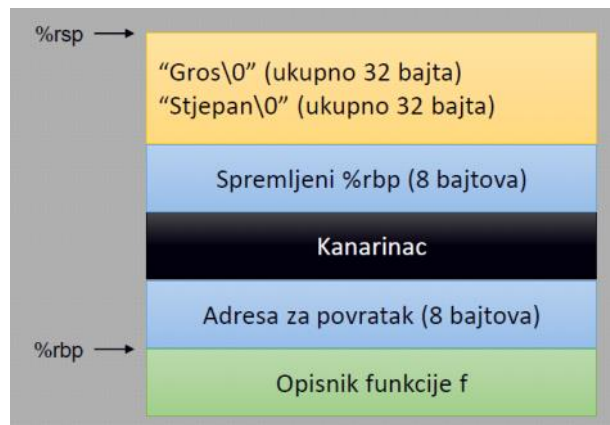 %rsp
“Gros\0” (ukupno 32 bajta)
“Stjepan\0” (ukupno 32 bajta)
Spremljeni %rbp (8 bajtova)
Kanarinac
Adresa za povratak (8 bajtova)
%rbp
Opisnik funkcije f